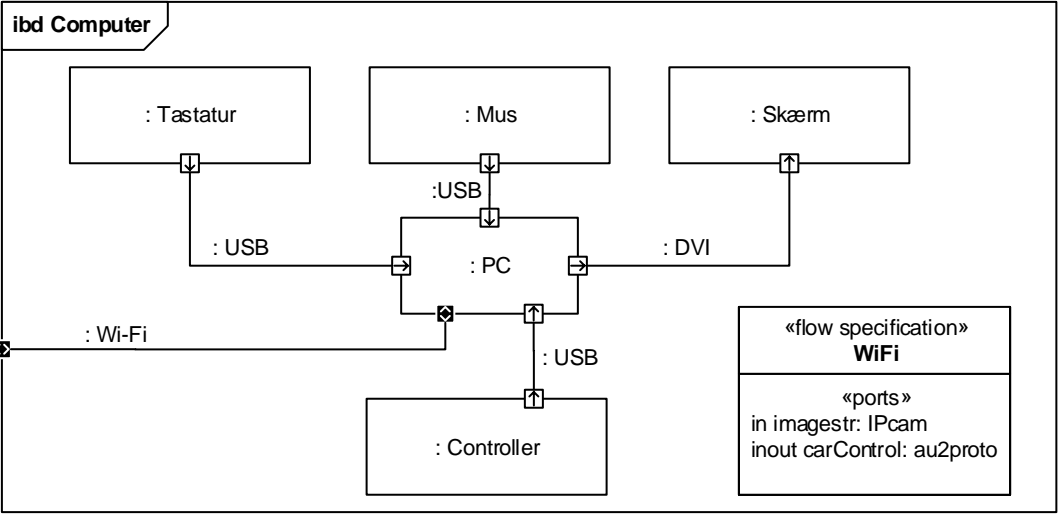 ibd Computer
: Tastatur
: Mus
: Skærm
:USB
: USB
: PC
: DVI
: Wi-Fi
: USB
«flow specification»
WiFi
«ports»
in imagestr: IPcam
inout carControl: au2proto
: Controller